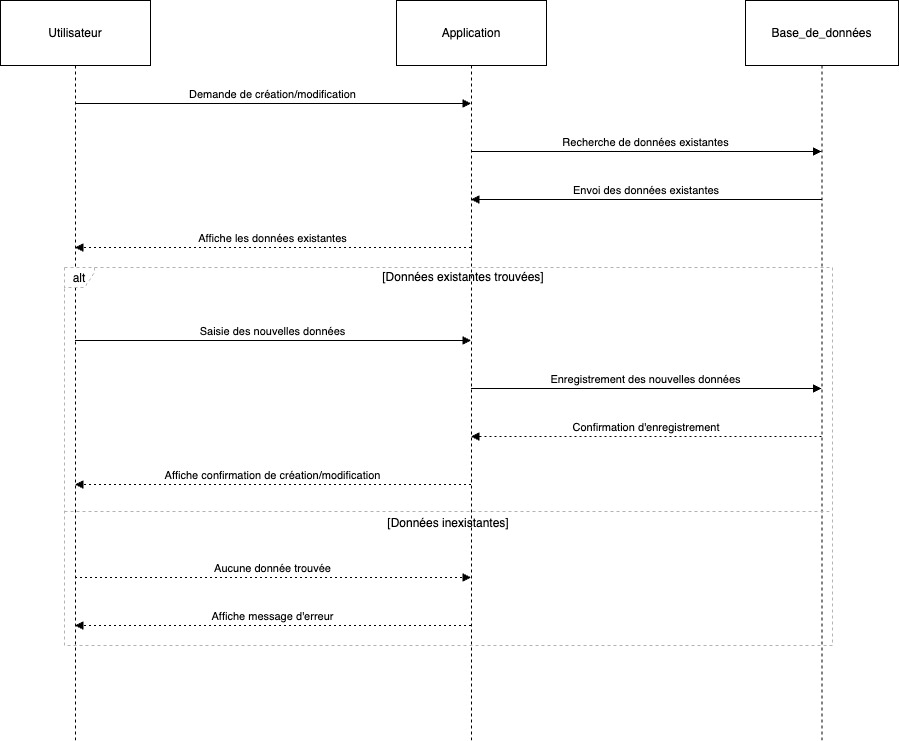 Utilisateur
Application
Base_de_données
Demande de création/modification
Recherche de données existantes
Envoi des données existantes
Affiche les données existantes
alt
[Données existantes trouvées]
Saisie des nouvelles données
Enregistrement des nouvelles données
Confirmation d'enregistrement
Affiche confirmation de création/modification
[Données inexistantes]
Aucune donnée trouvée
Affiche message d'erreur